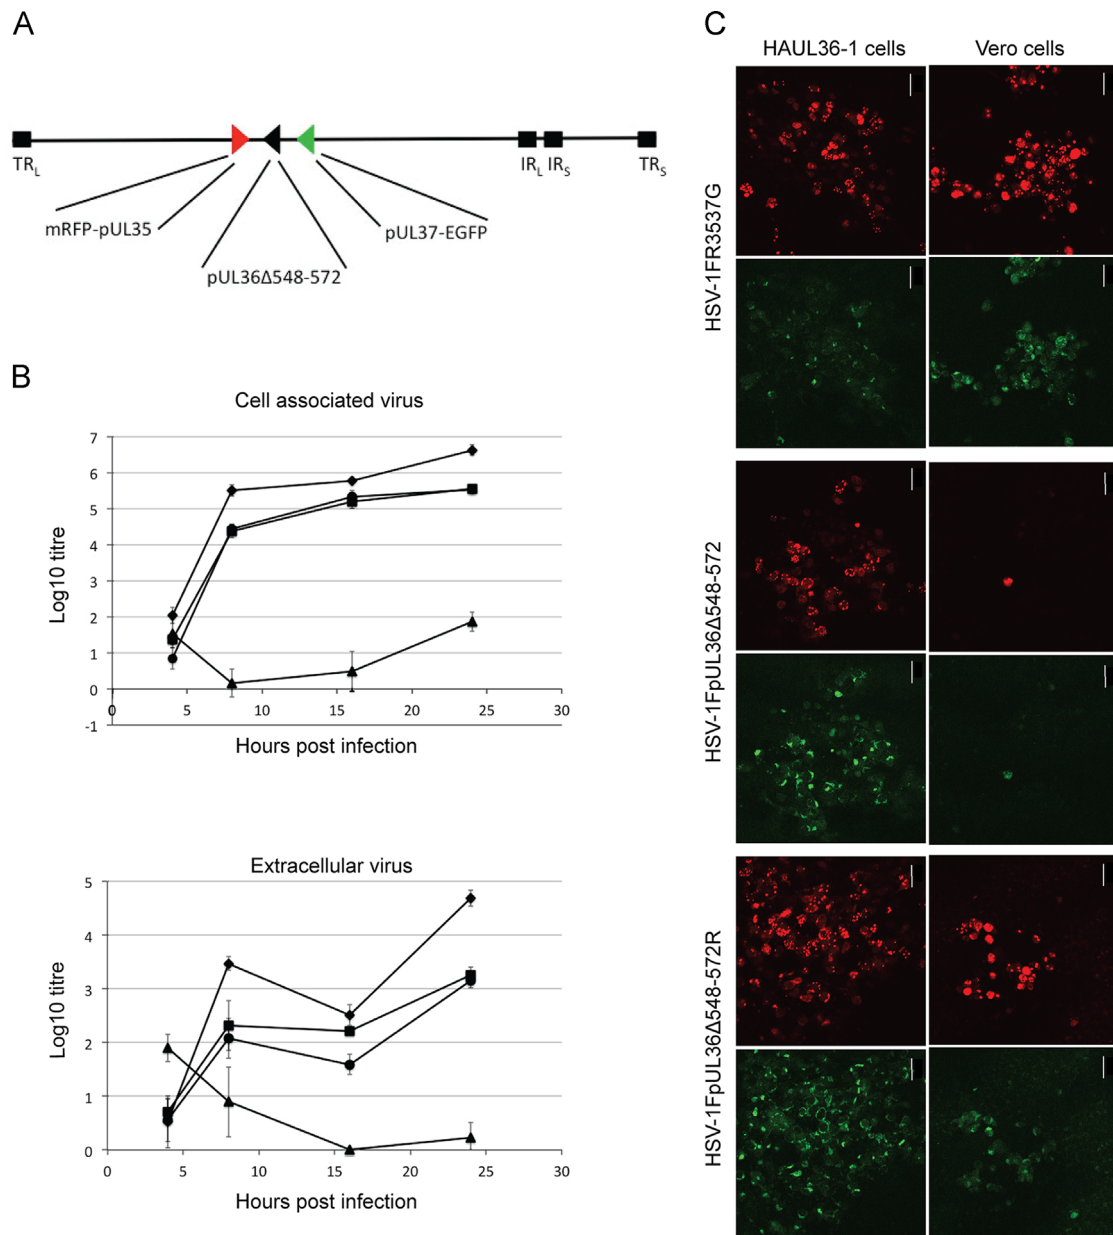 A
TRL
IRL
IRS
TRS
mRFP-pUL35
pUL37-EGFP
pUL36Δ548-572
B
Cell associated virus
Log10 titre
7
6
5
4
3
2
1
0
-1
0
5
10
15
20
25
30
Hours post infection
Extracellular virus
Log10 titre
5
4
3
2
1
0
0
5
10
15
20
25
30
Hours post infection
C
HAUL36-1 cells
Vero cells
HSV-1FR3537G
HSV-1FpUL36Δ548-572
HSV-1FpUL36Δ548-572R